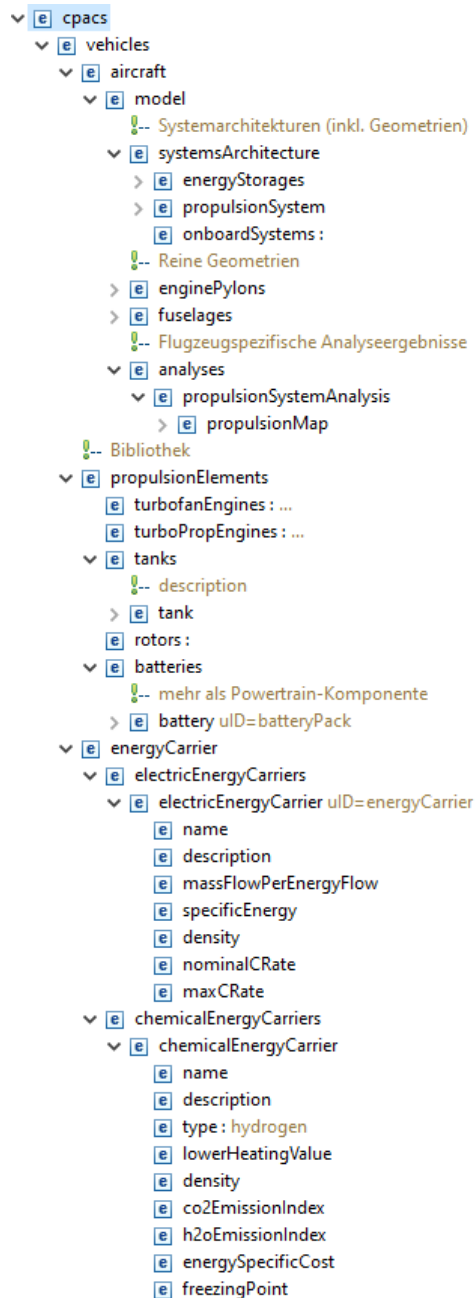 e cpacs
e vehicles
e aircraft
e model
!-- Systemarchitekturen (inkl. Geometrien)
e systemsArchitecture
e energyStorages
e propulsionSystem
e onboardSystems :
!-- Reine Geometrien
e enginePylons
e fuselages
!-- Flugzeugspezifische Analyseergebnisse
e analyses
e propulsionSystemAnalysis
e propulsionMap
!-- Bibliothek
e propulsionElements
e turbofanEngines : ...
e turboPropEngines : ...
e tanks
!-- description
e tank
e rotors :
e batteries
!-- mehr als Powertrain-Komponente
e battery uID=batteryPack
e energyCarrier
e electricEnergyCarriers
e electricEnergyCarrier uID=energyCarrier
e name
e description
e massFlowPerEnergyFlow
e specificEnergy
e density
e nominalCRate
e maxCRate
e chemicalEnergyCarriers
e chemicalEnergyCarrier
e name
e description
e type : hydrogen
e lowerHeatingValue
e density
e co2EmissionIndex
e h2oEmissionIndex
e energySpecificCost
e freezingPoint